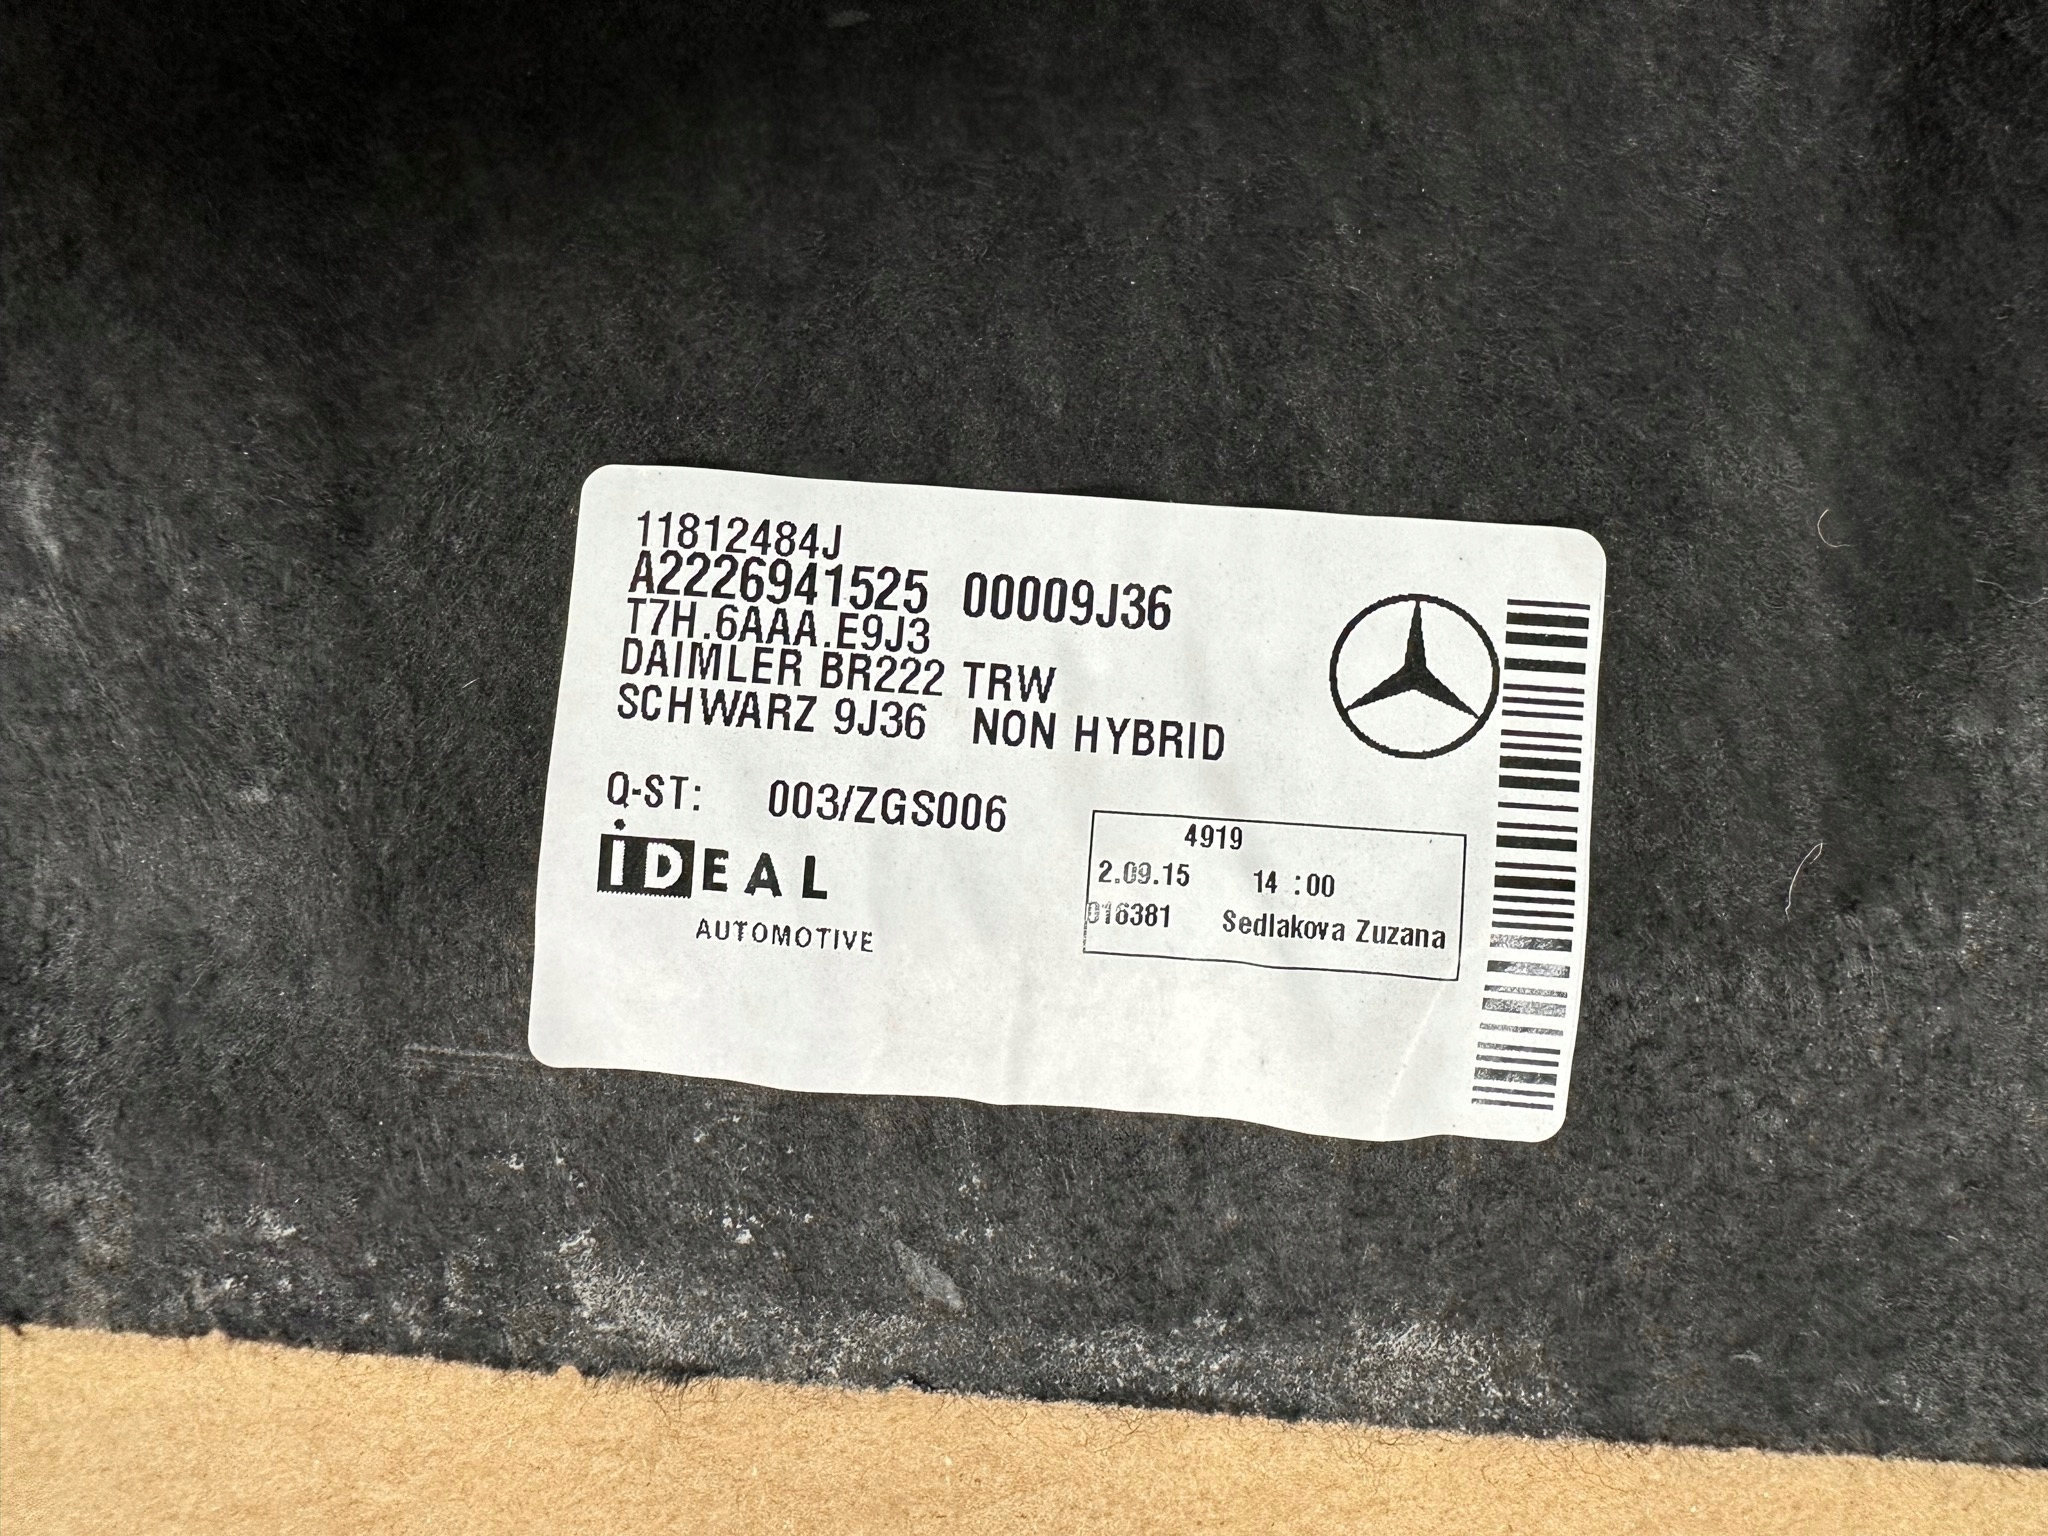 11812484J
A2226941525 00009J36
T7H.6AAA.E9J3
DAIMLER BR222 TRW
SCHWARZ 9J36 NON HYBRID
Q-ST: 003/ZGS006
iDEAL
AUTOMOTIVE
4919
2.09.15 14 :00
016381 Sedlakova Zuzana